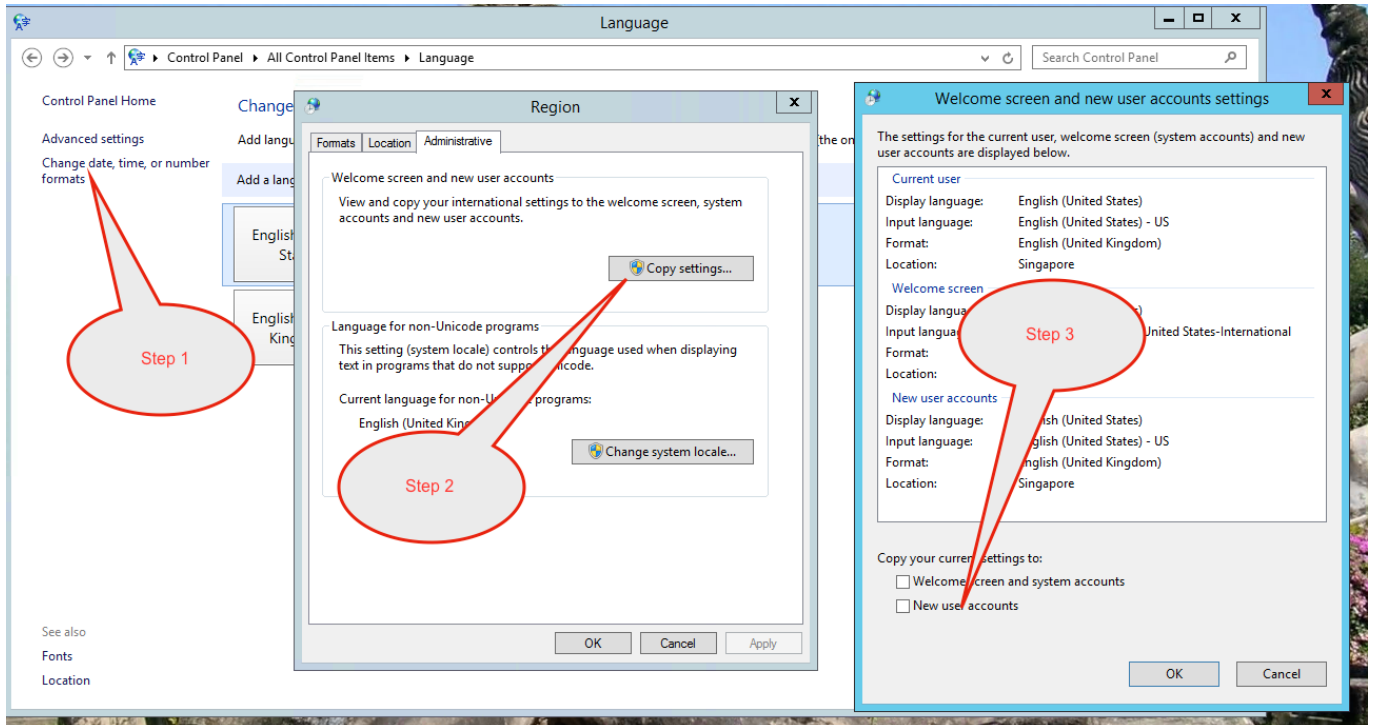 Language
Control Panel ▸ All Control Panel Items ▸ Language
Search Control Panel
Control Panel Home
Advanced settings
Change date, time, or number
formats
Change
Add langu
the on
Add a lang
English
St
English
King
See also
Fonts
Location
Step 1
Region
Formats
Location
Administrative
Welcome screen and new user accounts
View and copy your international settings to the welcome screen, system
accounts and new user accounts.
Copy settings...
Language for non-Unicode programs
This setting (system locale) controls the language used when displaying
text in programs that do not support Unicode.
Current language for non-U programs:
English (United King
Change system locale...
Step 2
OK
Cancel
Apply
Welcome screen and new user accounts settings
The settings for the current user, welcome screen (system accounts) and new
user accounts are displayed below.
Current user
Display language: English (United States)
Input language: English (United States) - US
Format: English (United Kingdom)
Location: Singapore
Welcome screen
Display langua
Input langua United States-International
Format:
Location:
Step 3
New user accounts
Display language: English (United States)
Input language: English (United States) - US
Format: English (United Kingdom)
Location: Singapore
Copy your current settings to:
Welcome screen and system accounts
New user accounts
OK
Cancel